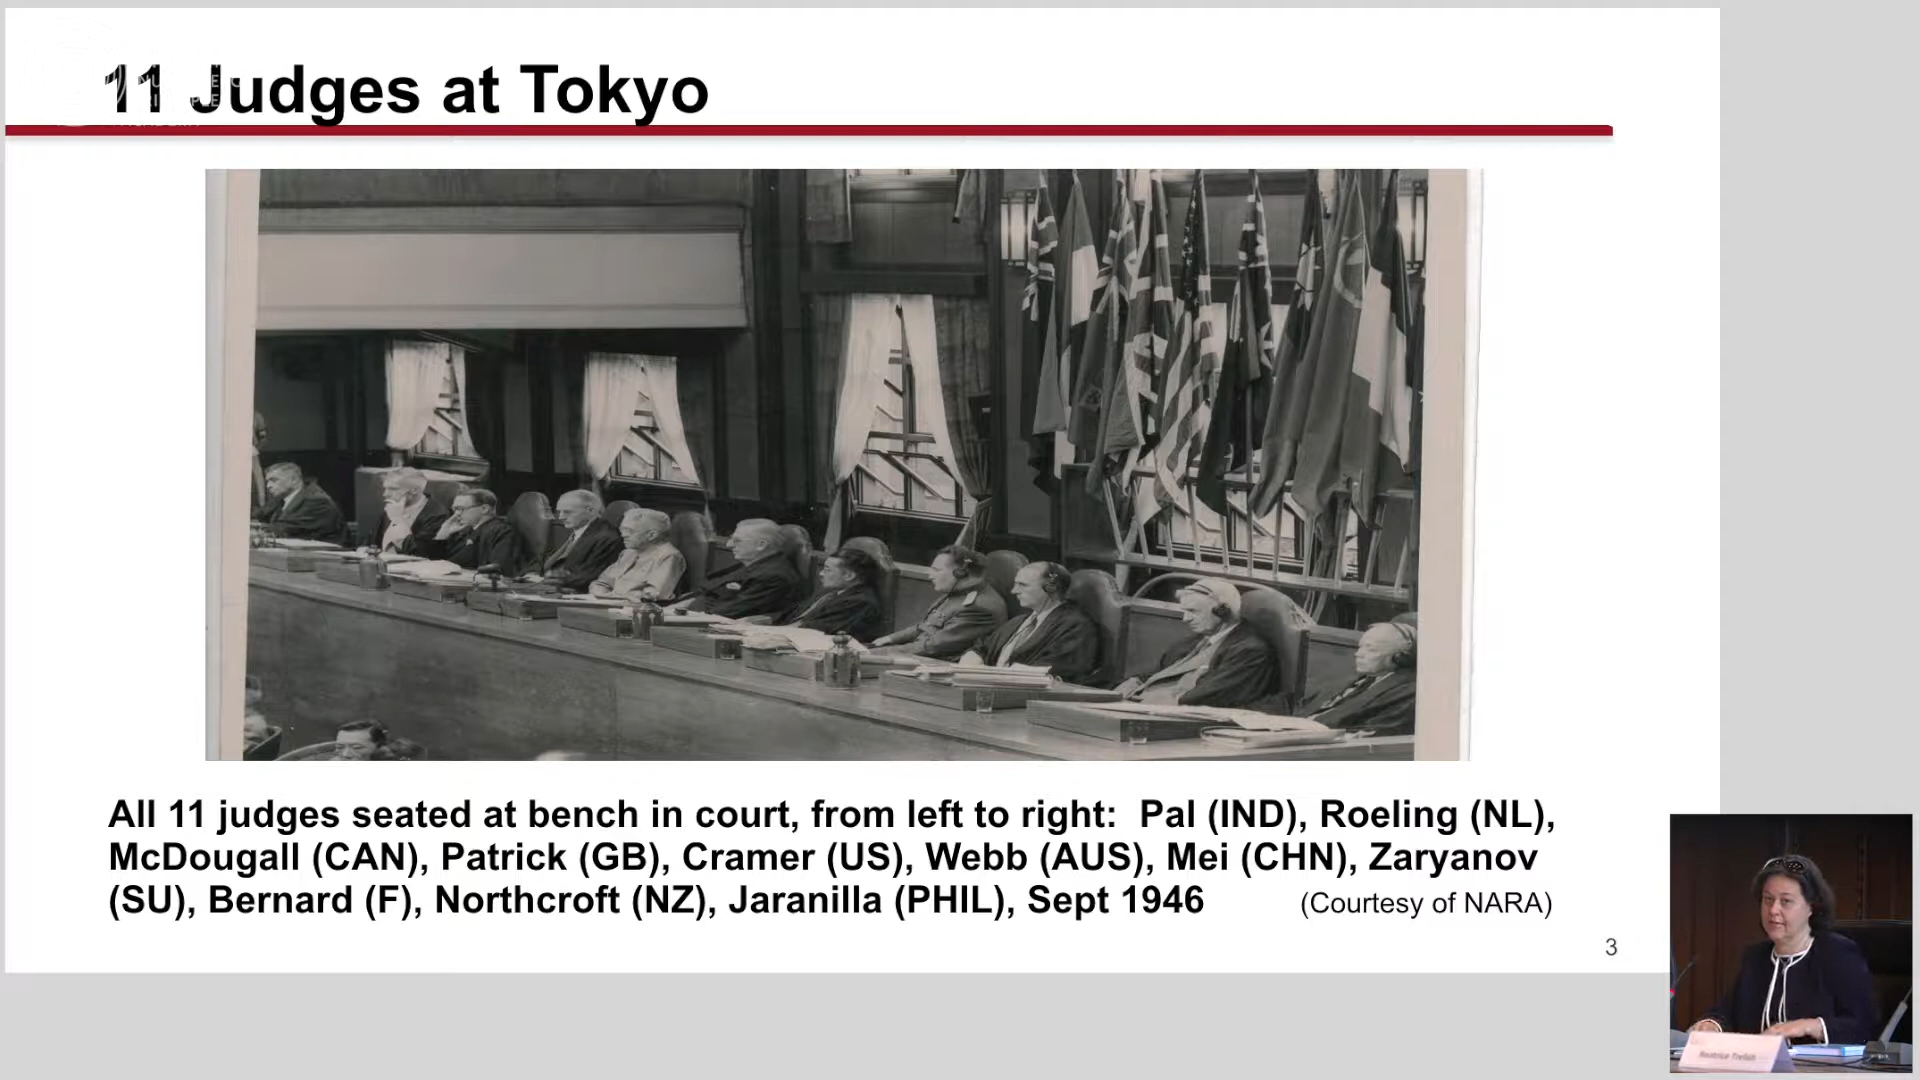 11 Judges at Tokyo
All 11 judges seated at bench in court, from left to right: Pal (IND), Roeling (NL),
McDougall (CAN), Patrick (GB), Cramer (US), Webb (AUS), Mei (CHN), Zaryanov
(SU), Bernard (F), Northcroft (NZ), Jaranilla (PHIL), Sept 1946 (Courtesy of NARA)
3